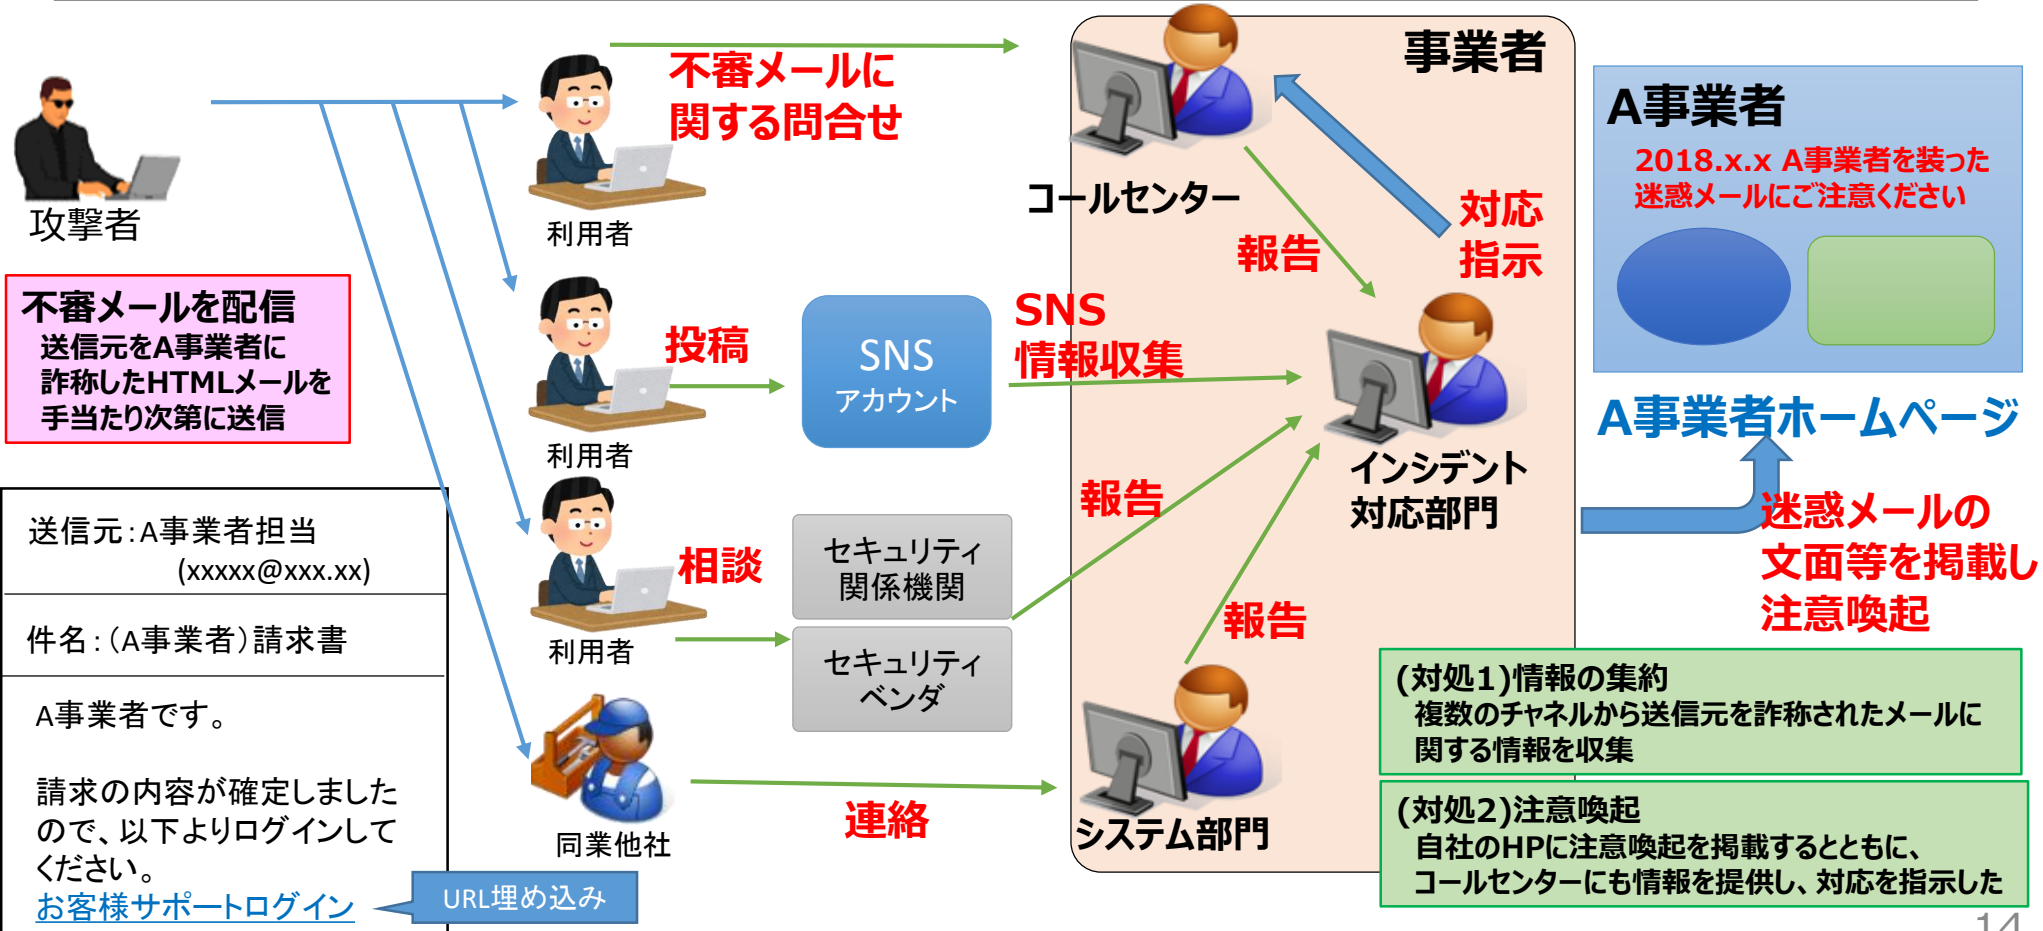 攻撃者
不審メールを配信
送信元をA事業者に
詐称したHTMLメールを
手当たり次第に送信
送信元：A事業者担当
(xxxxx@xxx.xx)
件名：（A事業者）請求書
A事業者です。
請求の内容が確定しました
ので、以下よりログインして
ください。
お客様サポートログイン
URL埋め込み
利用者
不審メールに
関する問合せ
利用者
投稿
SNS
アカウント
SNS
情報収集
利用者
相談
セキュリティ
関係機関
セキュリティ
ベンダ
報告
同業他社
連絡
事業者
コールセンター
報告
対応
指示
インシデント
対応部門
報告
システム部門
A事業者
2018.x.x A事業者を装った
迷惑メールにご注意ください
A事業者ホームページ
迷惑メールの
文面等を掲載し
注意喚起
(対処1)情報の集約
複数のチャネルから送信元を詐称されたメールに
関する情報を収集
(対処2)注意喚起
自社のHPに注意喚起を掲載するとともに、
コールセンターにも情報を提供し、対応を指示した
14